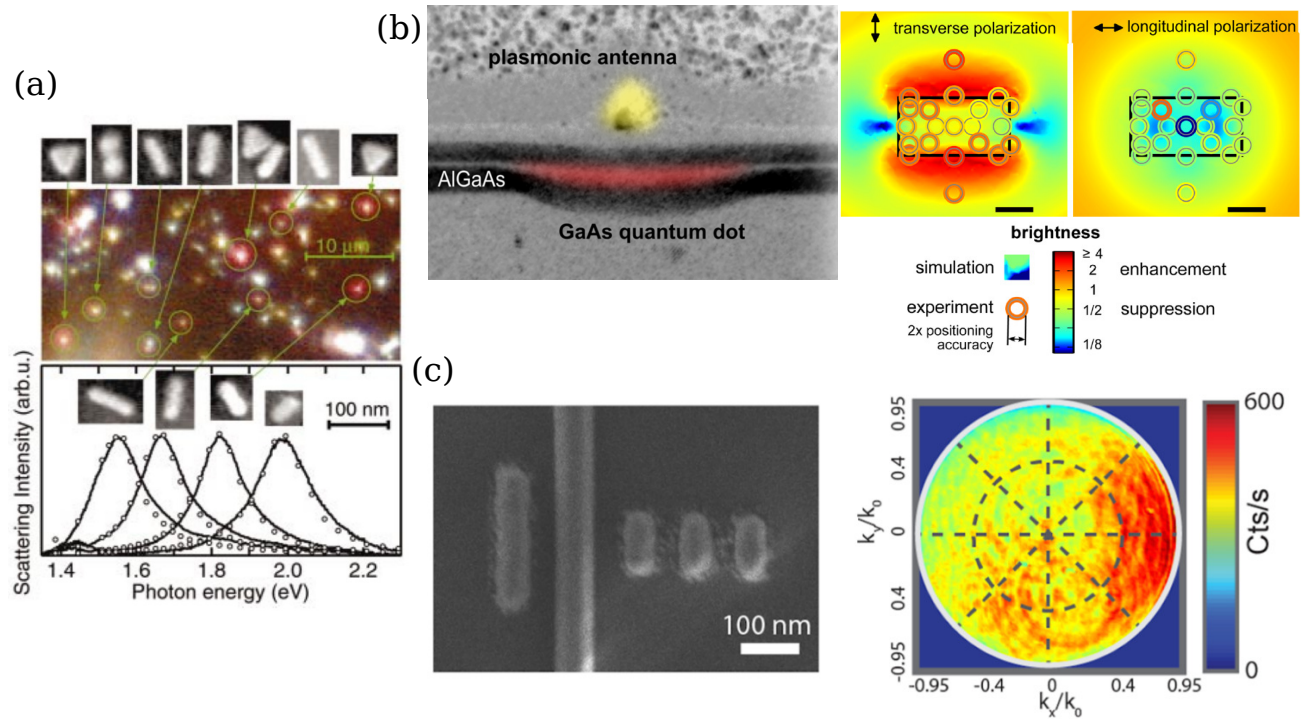 (a)
10 µm
Scattering Intensity (arb.u.)
100 nm
1.4 1.6 1.8 2.0 2.2
Photon energy (eV)
(b)
plasmonic antenna
AlGaAs
GaAs quantum dot
transverse polarization
longitudinal polarization
brightness
simulation
≥ 4
2
1
1/2
1/8
enhancement
suppression
experiment
2x positioning
accuracy
(c)
100 nm
0.95
0.4
0
0.4
-0.95
k_y/k_0
-0.95 -0.4 0 0.4 0.95
k_x/k_0
600
Cts/s
0